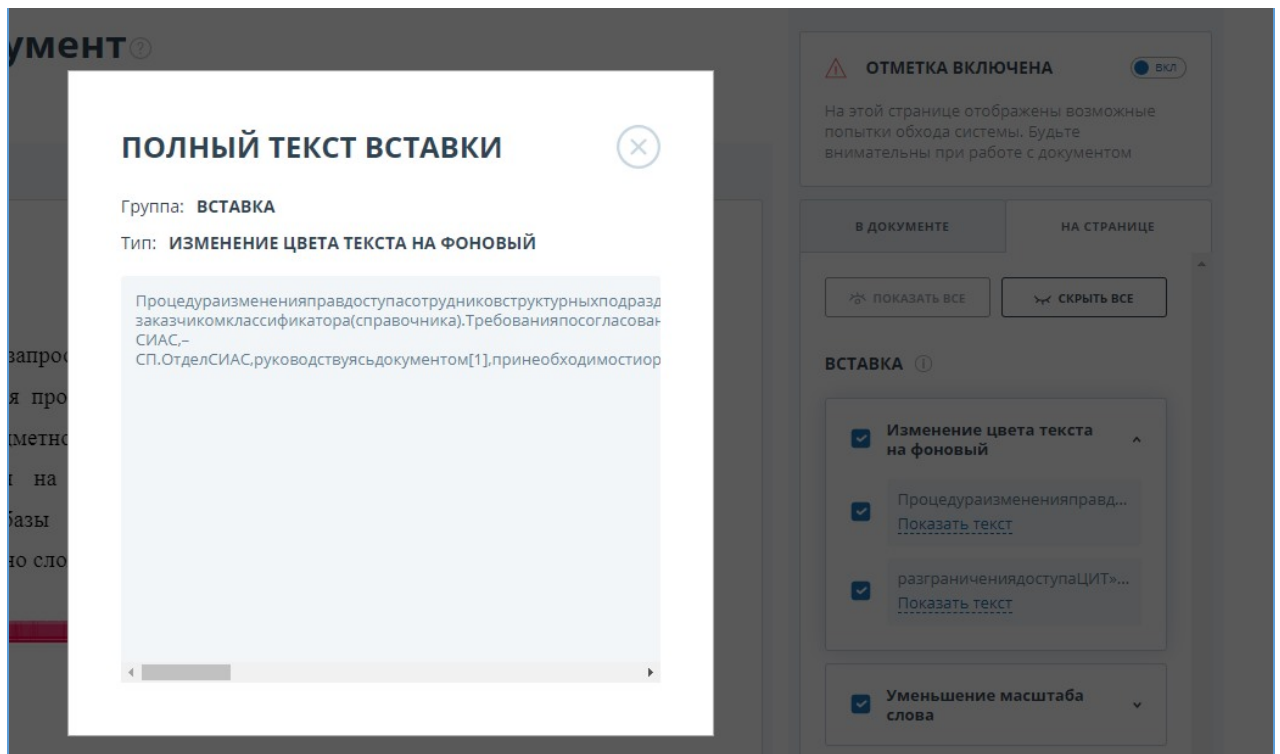 умент
ОТМЕТКА ВКЛЮЧЕНА
ВКЛ
На этой странице отображены возможные
попытки обхода системы. Будьте
внимательны при работе с документом
ПОЛНЫЙ ТЕКСТ ВСТАВКИ
Группа: ВСТАВКА
Тип: ИЗМЕНЕНИЕ ЦВЕТА ТЕКСТА НА ФОНОВЫЙ
Процедураизмененияправдоступасотрудниковструктурныхподразд
заказчикомклассификатора(справочника).Требованияпосогласован
СИАС,–
СП.ОтделСИАС,руководствуясьдокументом[1],принеобходимостиор
запрос
я про
метно
на
базы
но сло
В ДОКУМЕНТЕ
НА СТРАНИЦЕ
ПОКАЗАТЬ ВСЕ
СКРЫТЬ ВСЕ
ВСТАВКА
Изменение цвета текста
на фоновый
Процедураизмененияправд...
Показать текст
разграничениядоступаЦИТ»...
Показать текст
Уменьшение масштаба
слова